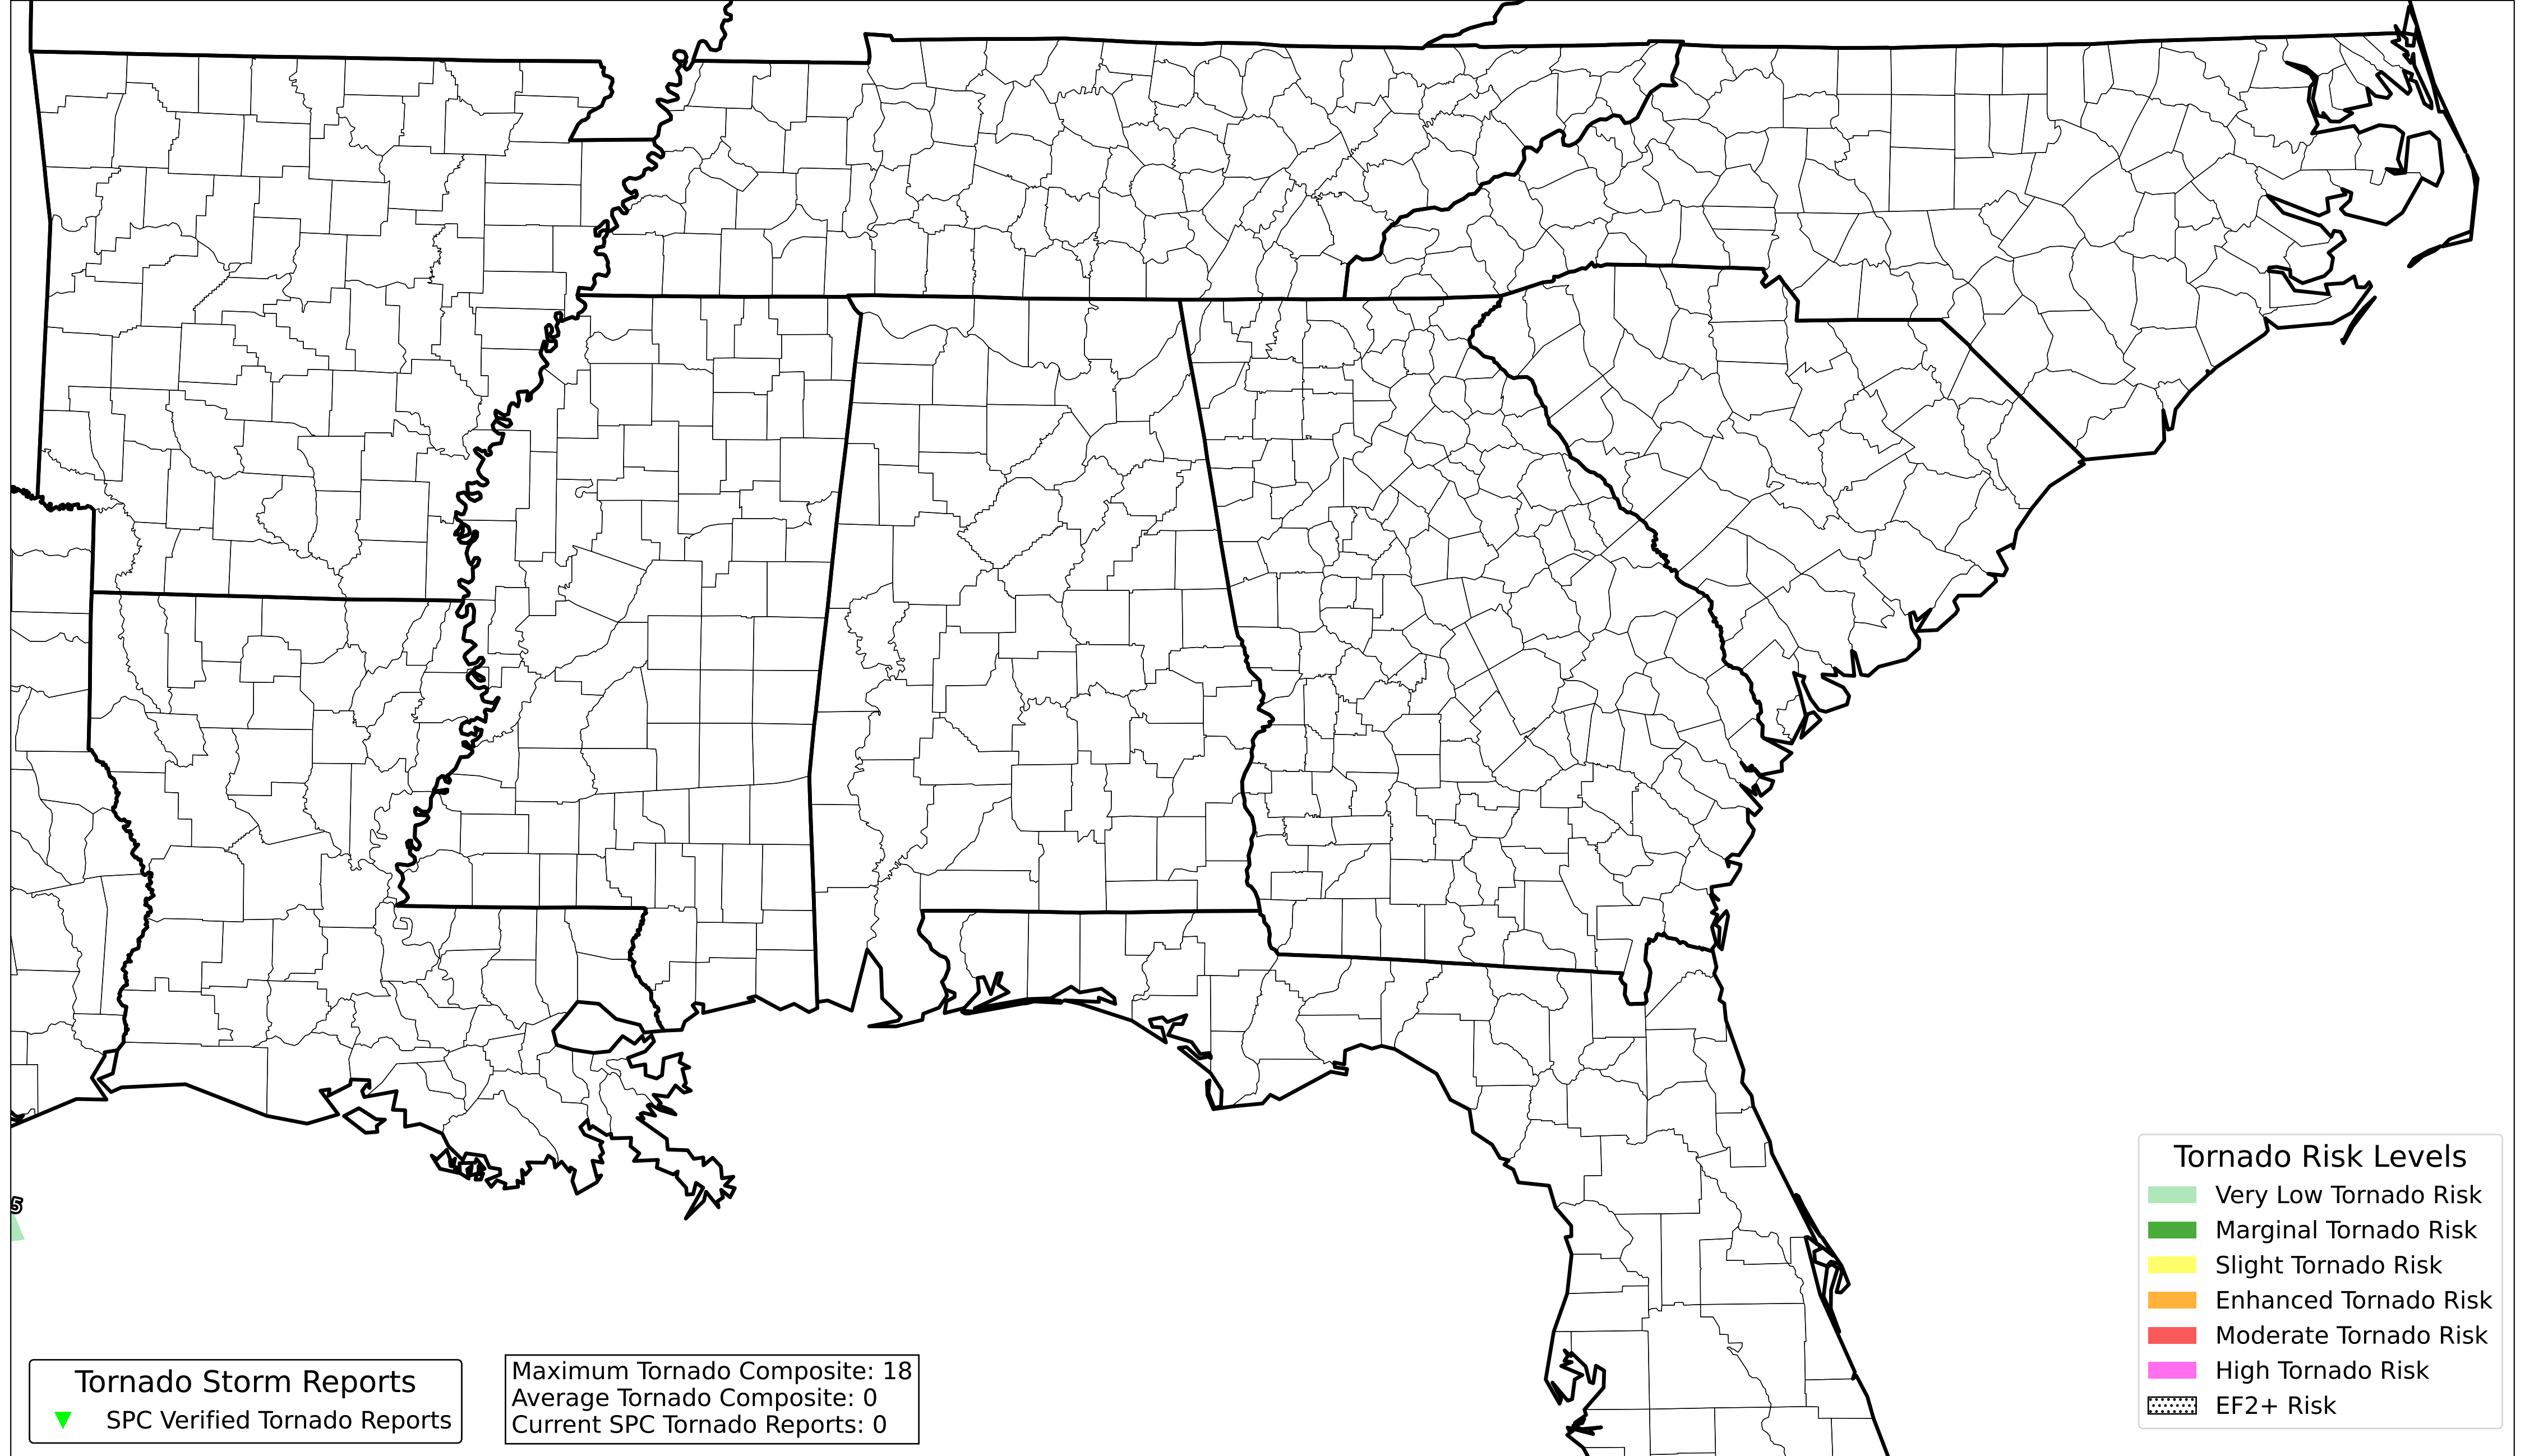 5
Tornado Risk Levels
Very Low Tornado Risk
Marginal Tornado Risk
Slight Tornado Risk
Enhanced Tornado Risk
Moderate Tornado Risk
High Tornado Risk
EF2+ Risk
Tornado Storm Reports
SPC Verified Tornado Reports
Maximum Tornado Composite: 18
Average Tornado Composite: 0
Current SPC Tornado Reports: 0